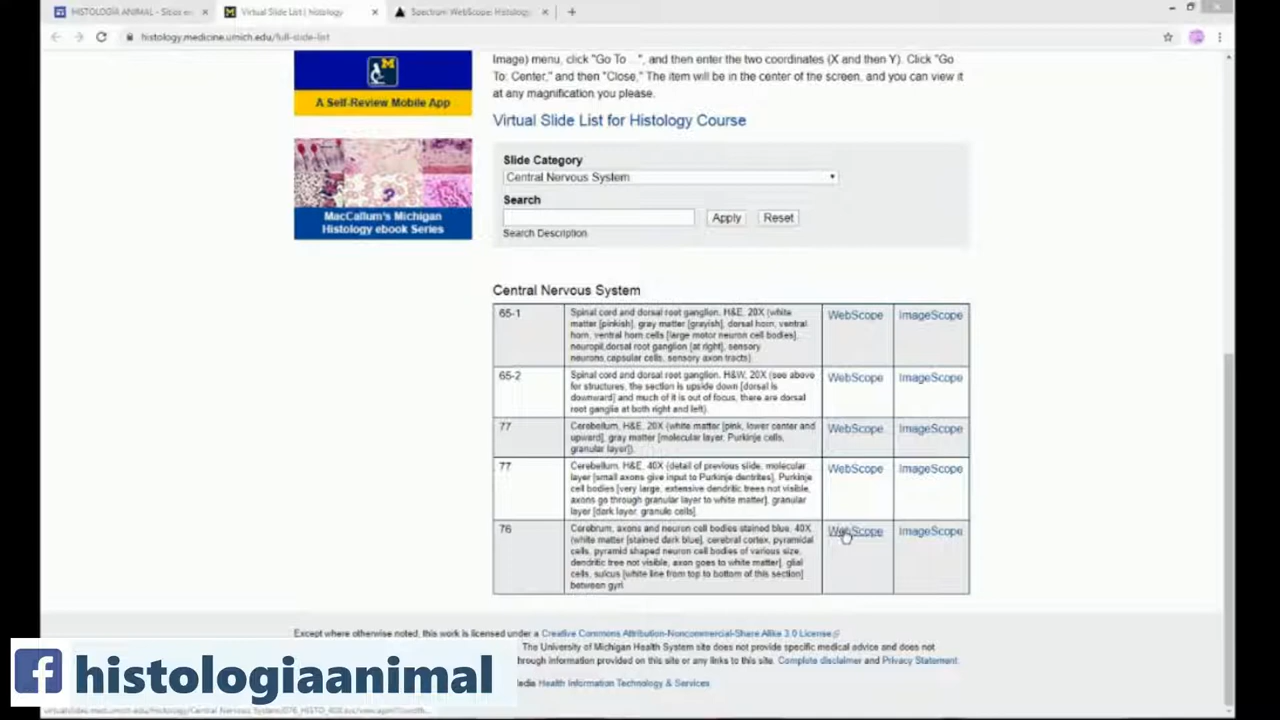 HISTOLOGÍA ANIMAL - Sitios
Virtual Slide List | histology
Spectrum WebScope: Histology
histology.medicine.umich.edu/full-slide-list
Image) menu, click "Go To ...", and then enter the two coordinates (X and then Y). Click "Go
To: Center," and then "Close," The item will be in the center of the screen, and you can view it
at any magnification you please.
M
A Self-Review Mobile App
Virtual Slide List for Histology Course
Slide Category
Central Nervous System
Search
Apply
Reset
Search Description
?
MacCallum's Michigan
Histology ebook Series
Central Nervous System
65-1
Spinal cord and dorsal root ganglion, H&E, 20X (white
matter [pinkish], gray matter [grayish], dorsal horn, ventral
horn, ventral horn cells [large motor neuron cell bodies],
neuropil,dorsal root ganglion [at right], sensory
neurons,capsular cells, sensory axon tracts).
WebScope
ImageScope
65-2
Spinal cord and dorsal root ganglion, H&W, 20X (see above
for structures, the section is upside down [dorsal is
downward] and much of it is out of focus, there are dorsal
root ganglia at both right and left).
WebScope
ImageScope
77
Cerebellum, H&E, 20X (white matter [pink, lower center and
upward], gray matter [molecular layer, Purkinje cells,
granular layer]).
WebScope
ImageScope
77
Cerebellum, H&E, 40X (detail of previous slide, molecular
layer [small axons give input to Purkinje dentrites], Purkinje
cell bodies [very large, extensive dendritic trees not visible,
axons go through granular layer to white matter], granular
layer [dark layer, granule cells].
WebScope
ImageScope
76
Cerebrum, axons and neuron cell bodies stained blue, 40X
(white matter [stained dark blue], cerebral cortex, pyramidal
cells, pyramid shaped neuron cell bodies of various size,
dendritic tree not visible, axon goes to white matter], glial
cells, sulcus [white line from top to bottom of this section]
between gyri
WebScope
ImageScope
Except where otherwise noted, this work is licensed under a Creative Commons Attribution-Noncommercial-Share Alike 3.0 License
The University of Michigan Health System site does not provide specific medical advice and does not
through information provided on this site or any links to this site. Complete disclaimer and Privacy Statement.
Health Information Technology & Services
f histologiaanimal